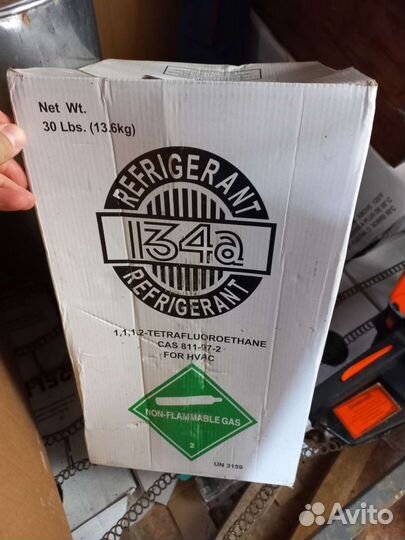 Net Wt.
30 Lbs. (13.6kg)
REFRIGERANT
134a
REFRIGERANT
1,1,1,2-TETRAFLUOROETHANE
CAS 811-97-2
FOR HVAC
NON-FLAMMABLE GAS
2
UN 3159
Avito